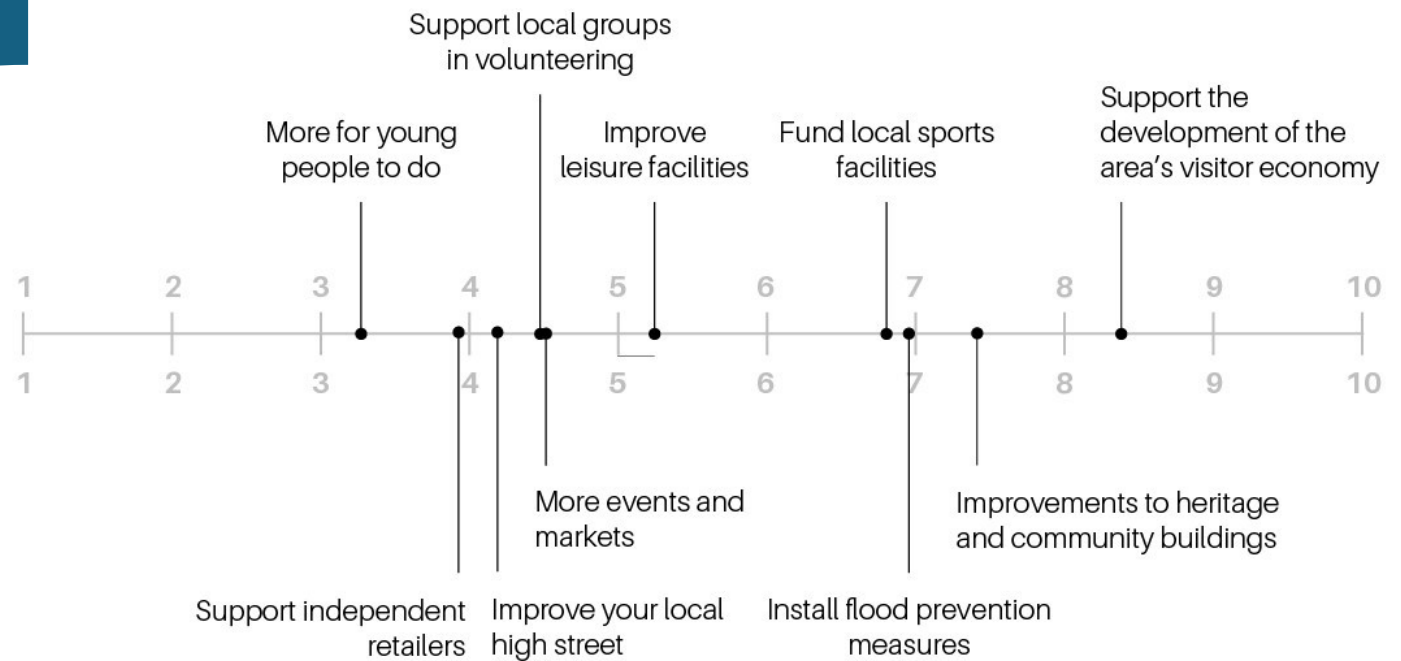 Support local groups
in volunteering
More for young
people to do
Improve
leisure facilities
Fund local sports
facilities
Support the
development of the
area's visitor economy
1 2 3 4 5 6 7 8 9 10
1 2 3 4 5 6 7 8 9 10
More events and
markets
Improvements to heritage
and community buildings
Support independent
retailers
Improve your local
high street
Install flood prevention
measures